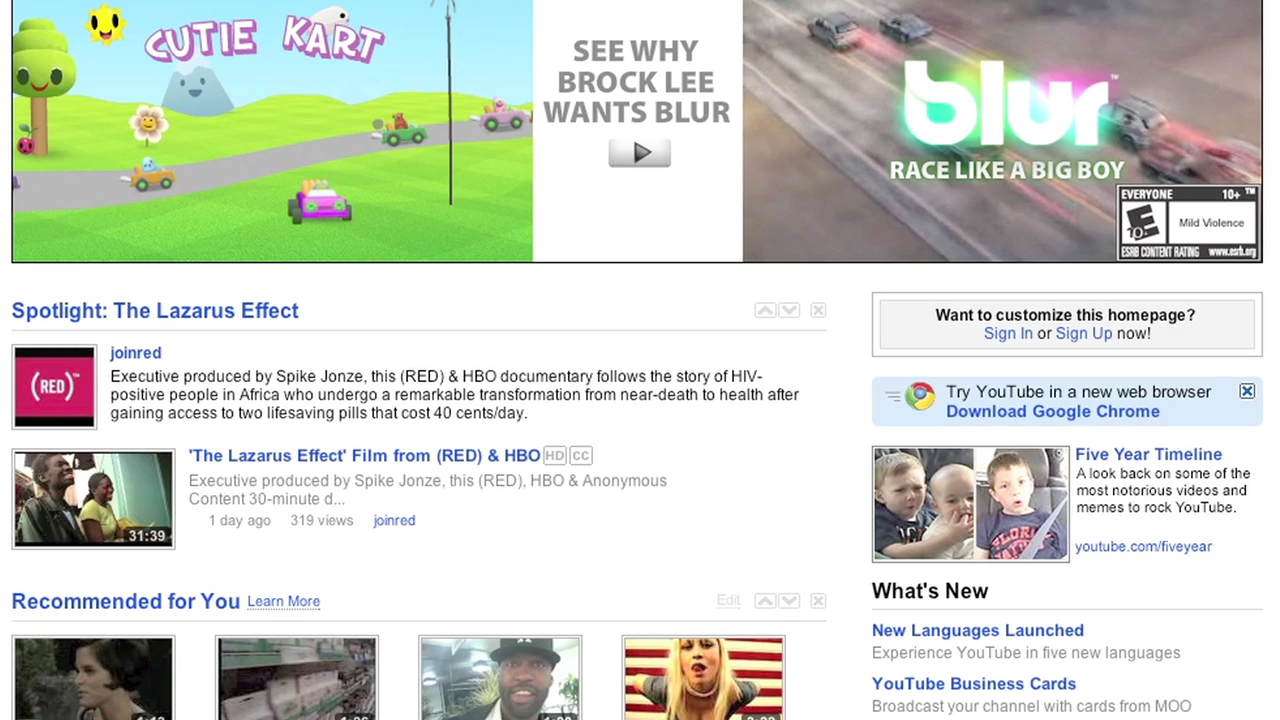 CUTIE KART
SEE WHY
BROCK LEE
WANTS BLUR
blur™
RACE LIKE A BIG BOY
EVERYONE 10+ ™
E
10+
Mild Violence
ESRB CONTENT RATING www.esrb.org
Spotlight: The Lazarus Effect
(RED)™
joinred
Executive produced by Spike Jonze, this (RED) & HBO documentary follows the story of HIV-
positive people in Africa who undergo a remarkable transformation from near-death to health after
gaining access to two lifesaving pills that cost 40 cents/day.
31:39
'The Lazarus Effect' Film from (RED) & HBO HD CC
Executive produced by Spike Jonze, this (RED), HBO & Anonymous
Content 30-minute d...
1 day ago 319 views joinred
Recommended for You Learn More
Edit
Want to customize this homepage?
Sign In or Sign Up now!
Try YouTube in a new web browser
Download Google Chrome
Five Year Timeline
A look back on some of the
most notorious videos and
memes to rock YouTube.
youtube.com/fiveyear
What's New
New Languages Launched
Experience YouTube in five new languages
YouTube Business Cards
Broadcast your channel with cards from MOO